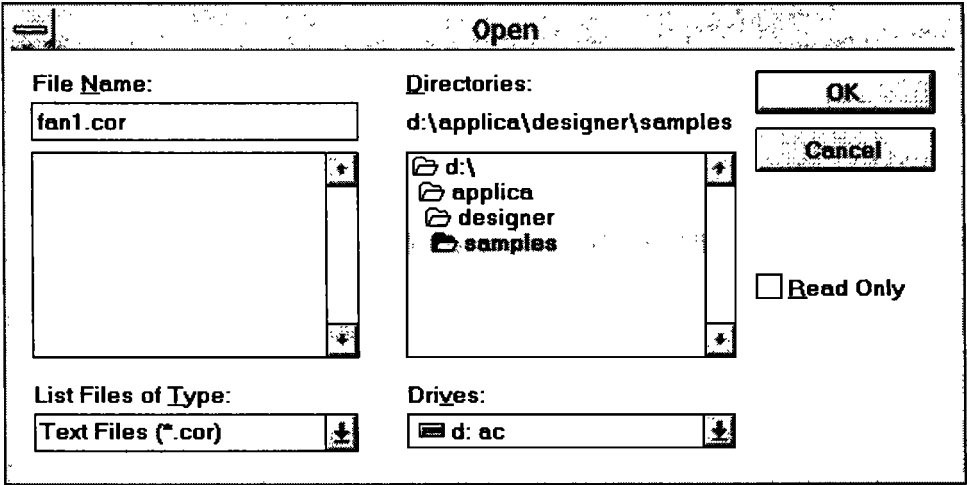 Open
File Name:
fan1.cor
Directories:
d:\applica\designer\samples
d:\
applica
designer
samples
OK
Cancel
Read Only
List Files of Type:
Text Files (*.cor)
Drives:
d: ac